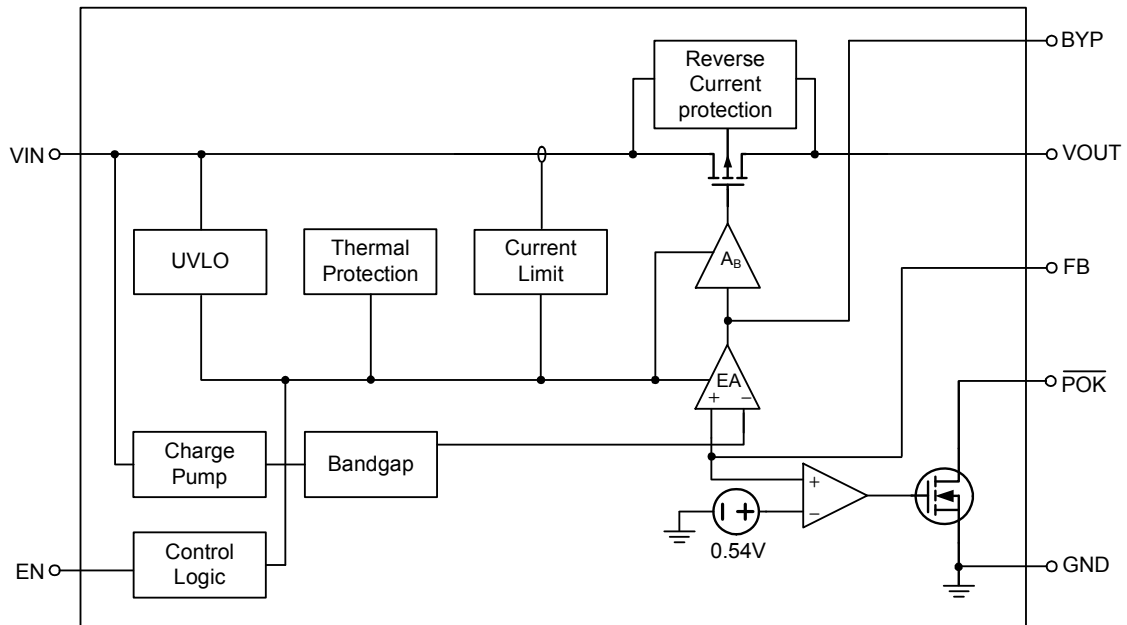 BYP
Reverse
Current
protection
VIN
VOUT
UVLO
Thermal
Protection
Current
Limit
AB
FB
EA
+ −
POK
Charge
Pump
Bandgap
+
−
+
0.54V
EN
Control
Logic
GND